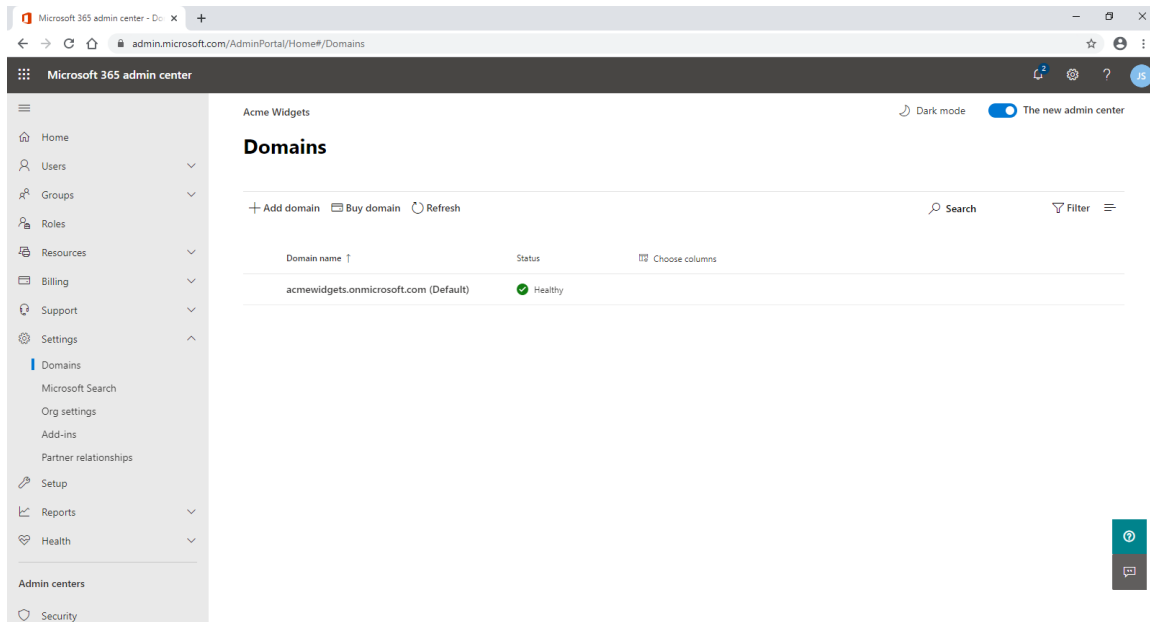 Microsoft 365 admin center - Do
admin.microsoft.com/AdminPortal/Home#/Domains
Microsoft 365 admin center
2
?
JS
Home
Users
Groups
Roles
Resources
Billing
Support
Settings
Domains
Microsoft Search
Org settings
Add-ins
Partner relationships
Setup
Reports
Health
Admin centers
Security
Acme Widgets
Dark mode
The new admin center
Domains
Add domain
Buy domain
Refresh
Search
Filter
Domain name ↑
Status
Choose columns
acmewidgets.onmicrosoft.com (Default)
Healthy